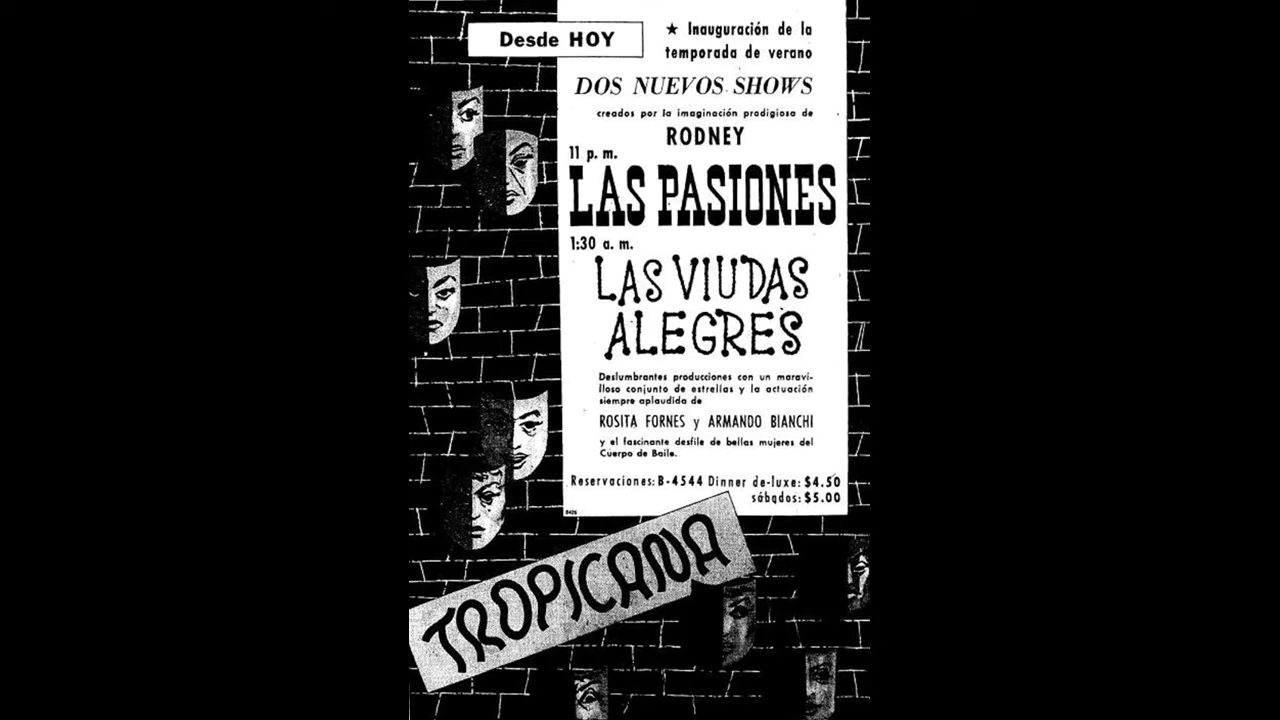 Desde HOY
★ Inauguración de la
temporada de verano
DOS NUEVOS SHOWS
creados por la imaginación prodigiosa de
RODNEY
11 p. m.
LAS PASIONES
1:30 a. m.
LAS VIUDAS
ALEGRES
Deslumbrantes producciones con un maravi-
lloso conjunto de estrellas y la actuación
siempre aplaudida de
ROSITA FORNES y ARMANDO BIANCHI
y el fascinante desfile de bellas mujeres del
Cuerpo de Baile.
Reservaciones: B-4544 Dinner de-luxe: $4.50
sábados: $5.00
TROPICANA